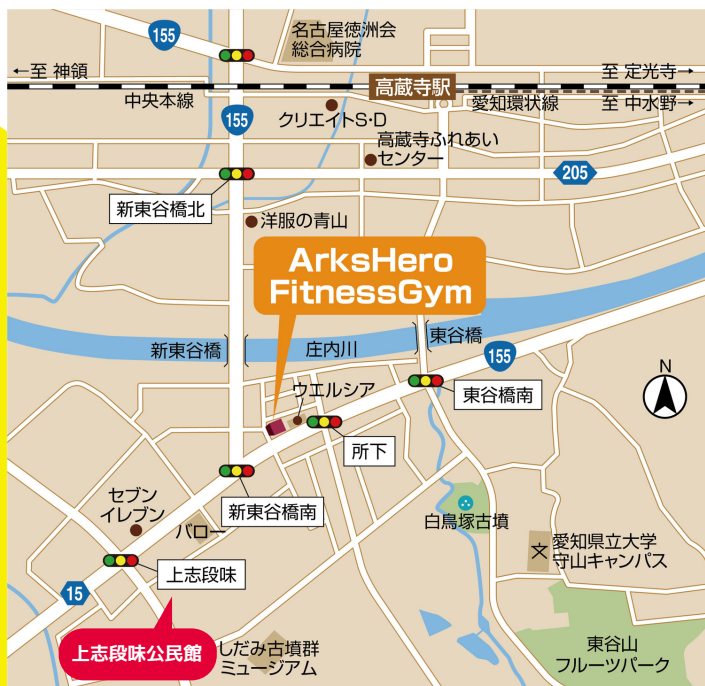 155
名古屋徳洲会
総合病院
←至 神領
高蔵寺駅
至 定光寺→
中央本線
愛知環状線
至 中水野→
155
クリエイトS・D
高蔵寺ふれあい
センター
205
新東谷橋北
洋服の青山
ArksHero
FitnessGym
新東谷橋
庄内川
東谷橋
155
N
ウエルシア
東谷橋南
所下
セブン
イレブン
新東谷橋南
バロー
白鳥塚古墳
愛知県立大学
守山キャンパス
上志段味
15
上志段味公民館
しだみ古墳群
ミュージアム
東谷山
フルーツパーク